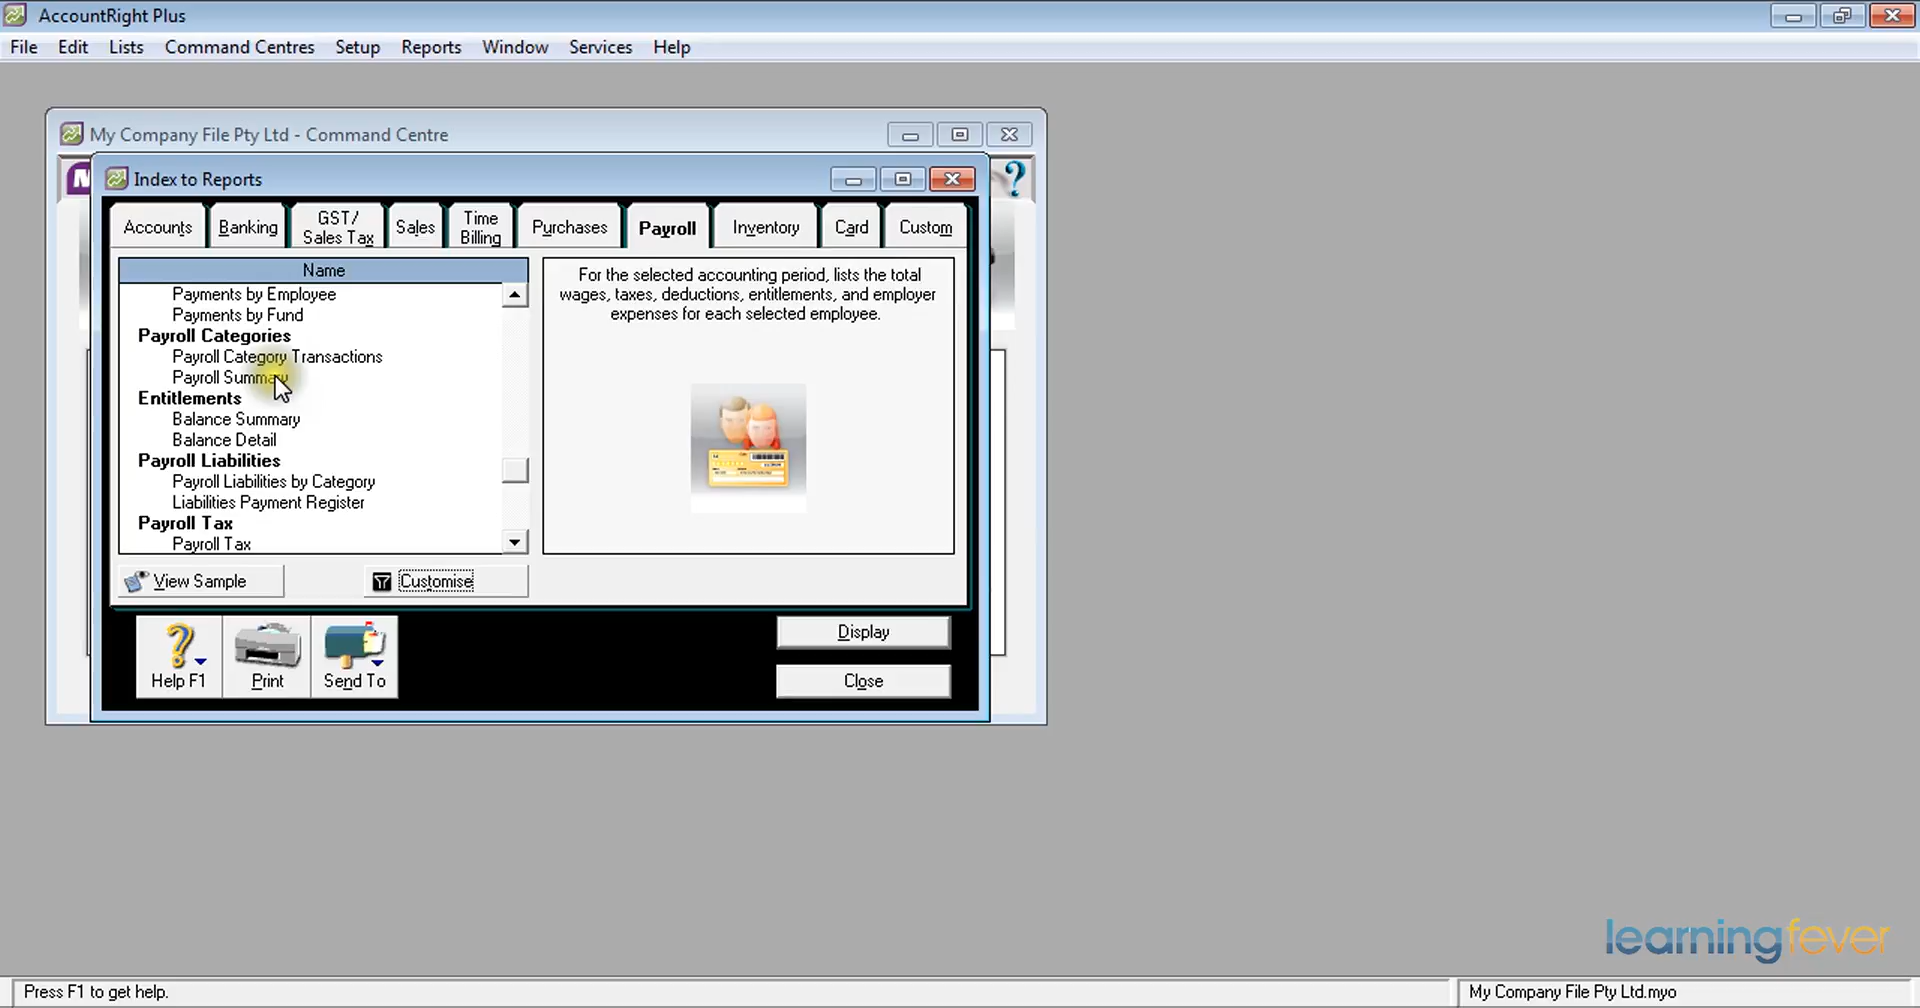 AccountRight Plus
File Edit Lists Command Centres Setup Reports Window Services Help
My Company File Pty Ltd - Command Centre
Index to Reports
Accounts
Banking
GST/
Sales Tax
Sales
Time
Billing
Purchases
Payroll
Inventory
Card
Custom
Name
Payments by Employee
Payments by Fund
Payroll Categories
Payroll Category Transactions
Payroll Summary
Entitlements
Balance Summary
Balance Detail
Payroll Liabilities
Payroll Liabilities by Category
Liabilities Payment Register
Payroll Tax
Payroll Tax
For the selected accounting period, lists the total
wages, taxes, deductions, entitlements, and employer
expenses for each selected employee.
View Sample
Customise
Help F1
Print
Send To
Display
Close
learningfever
Press F1 to get help.
My Company File Pty Ltd.myo